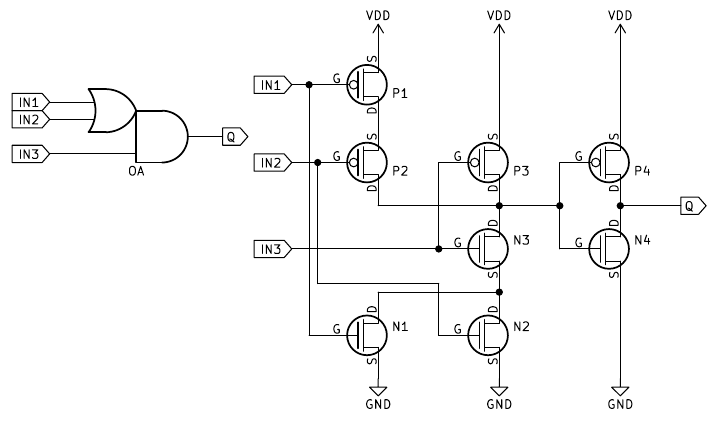 VDD VDD VDD
S
IN1 G P1
D
IN1
IN2
Q
IN3
OA
S S S
IN2 G P2 G P3 G P4
D D D
Q
D D
IN3 G N3 G N4
S S
D D
G N1 G N2
S S
GND GND GND